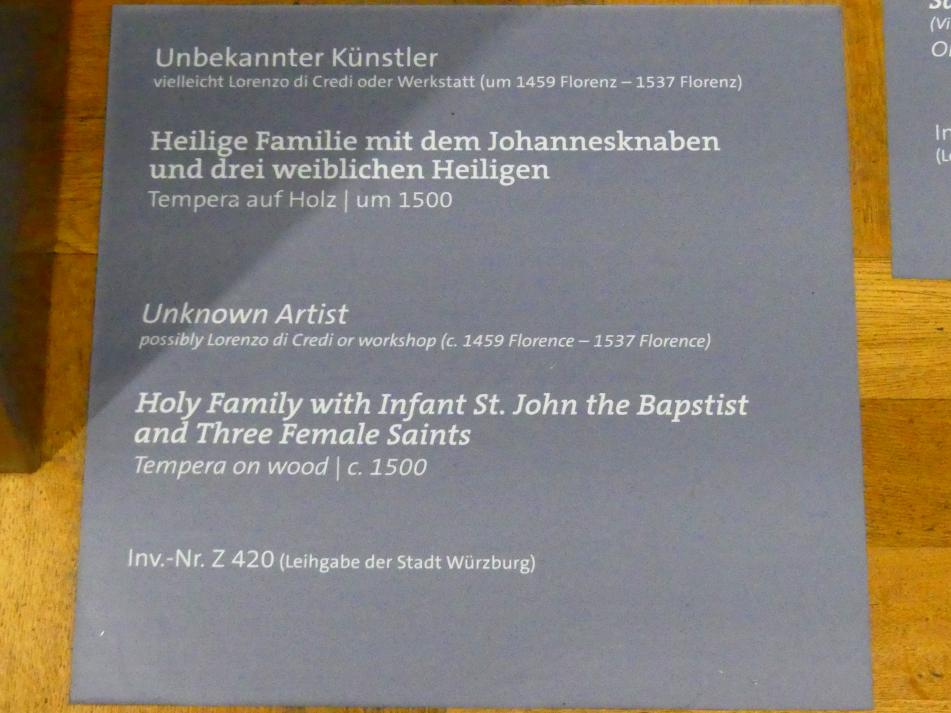 Unbekannter Künstler
vielleicht Lorenzo di Credi oder Werkstatt (um 1459 Florenz – 1537 Florenz)
Heilige Familie mit dem Johannesknaben
und drei weiblichen Heiligen
Tempera auf Holz | um 1500
Unknown Artist
possibly Lorenzo di Credi or workshop (c. 1459 Florence – 1537 Florence)
Holy Family with Infant St. John the Bapstist
and Three Female Saints
Tempera on wood | c. 1500
Inv.-Nr. Z 420 (Leihgabe der Stadt Würzburg)